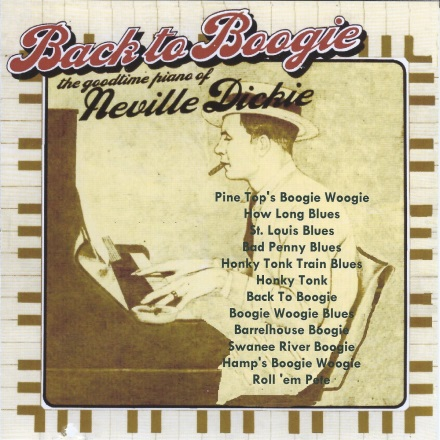 Back to Boogie
the goodtime piano of
Neville Dickie
Pine Top's Boogie Woogie
How Long Blues
St. Louis Blues
Bad Penny Blues
Honky Tonk Train Blues
Honky Tonk
Back To Boogie
Boogie Woogie Blues
Barrelhouse Boogie
Swanee River Boogie
Hamp's Boogie Woogie
Roll 'em Pete